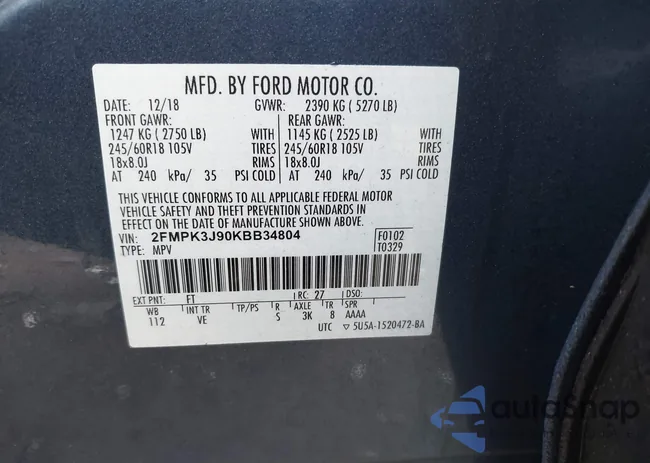 MFD. BY FORD MOTOR CO.
DATE: 12/18 GVWR: 2390 KG ( 5270 LB)
FRONT GAWR: REAR GAWR:
1247 KG ( 2750 LB) WITH 1145 KG ( 2525 LB) WITH
245/60R18 105V TIRES 245/60R18 105V TIRES
18x8.0J RIMS 18x8.0J RIMS
AT 240 kPa/ 35 PSI COLD AT 240 kPa/ 35 PSI COLD
THIS VEHICLE CONFORMS TO ALL APPLICABLE FEDERAL MOTOR
VEHICLE SAFETY AND THEFT PREVENTION STANDARDS IN
EFFECT ON THE DATE OF MANUFACTURE SHOWN ABOVE.
VIN: 2FMPK3J90KBB34804 F0102
TYPE: MPV T0329
EXT PNT: FT RC: 27 DSO:
WB INT TR TP/PS R AXLE TR SPR
112 VE S 3K 8 AAAA
UTC ▽ 5U5A-1520472-BA
autoSnap